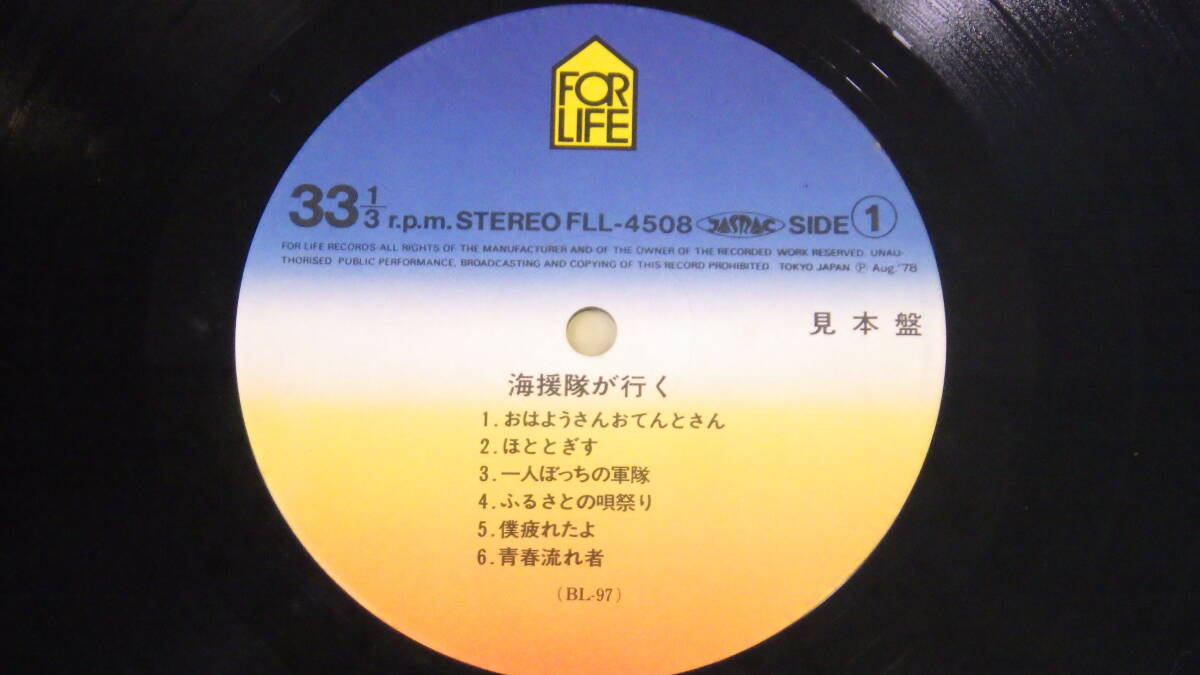 FOR
LIFE
33 1/3 r.p.m. STEREO FLL-4508 JASRAC SIDE 1
FOR LIFE RECORDS·ALL RIGHTS OF THE MANUFACTURER AND OF THE OWNER OF THE RECORDED WORK RESERVED. UNAU-
THORISED PUBLIC PERFORMANCE, BROADCASTING AND COPYING OF THIS RECORD PROHIBITED. TOKYO JAPAN Ⓟ Aug.'78
見本盤
海援隊が行く
1.おはようさんおてんとさん
2.ほととぎす
3.一人ぼっちの軍隊
4.ふるさとの唄祭り
5.僕疲れたよ
6.青春流れ者
(BL-97)